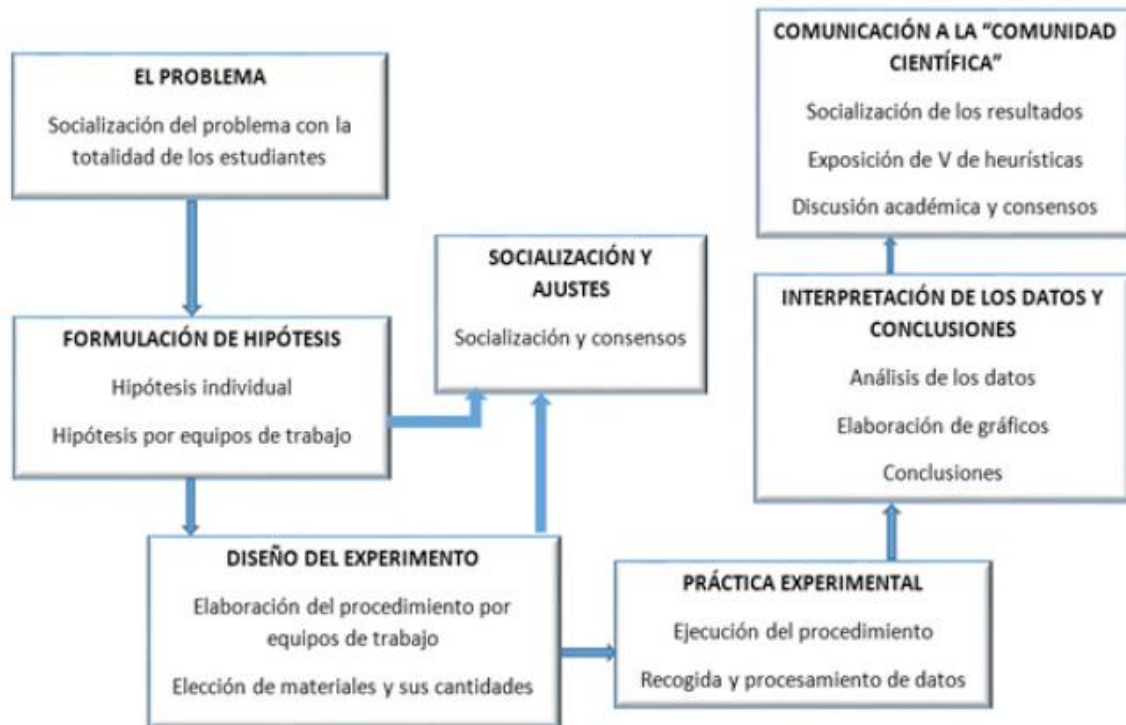 EL PROBLEMA
Socialización del problema con la
totalidad de los estudiantes
FORMULACIÓN DE HIPÓTESIS
Hipótesis individual
Hipótesis por equipos de trabajo
SOCIALIZACIÓN Y
AJUSTES
Socialización y consensos
DISEÑO DEL EXPERIMENTO
Elaboración del procedimiento por
equipos de trabajo
Elección de materiales y sus cantidades
PRÁCTICA EXPERIMENTAL
Ejecución del procedimiento
Recogida y procesamiento de datos
INTERPRETACIÓN DE LOS DATOS Y
CONCLUSIONES
Análisis de los datos
Elaboración de gráficos
Conclusiones
COMUNICACIÓN A LA “COMUNIDAD
CIENTÍFICA”
Socialización de los resultados
Exposición de V de heurísticas
Discusión académica y consensos